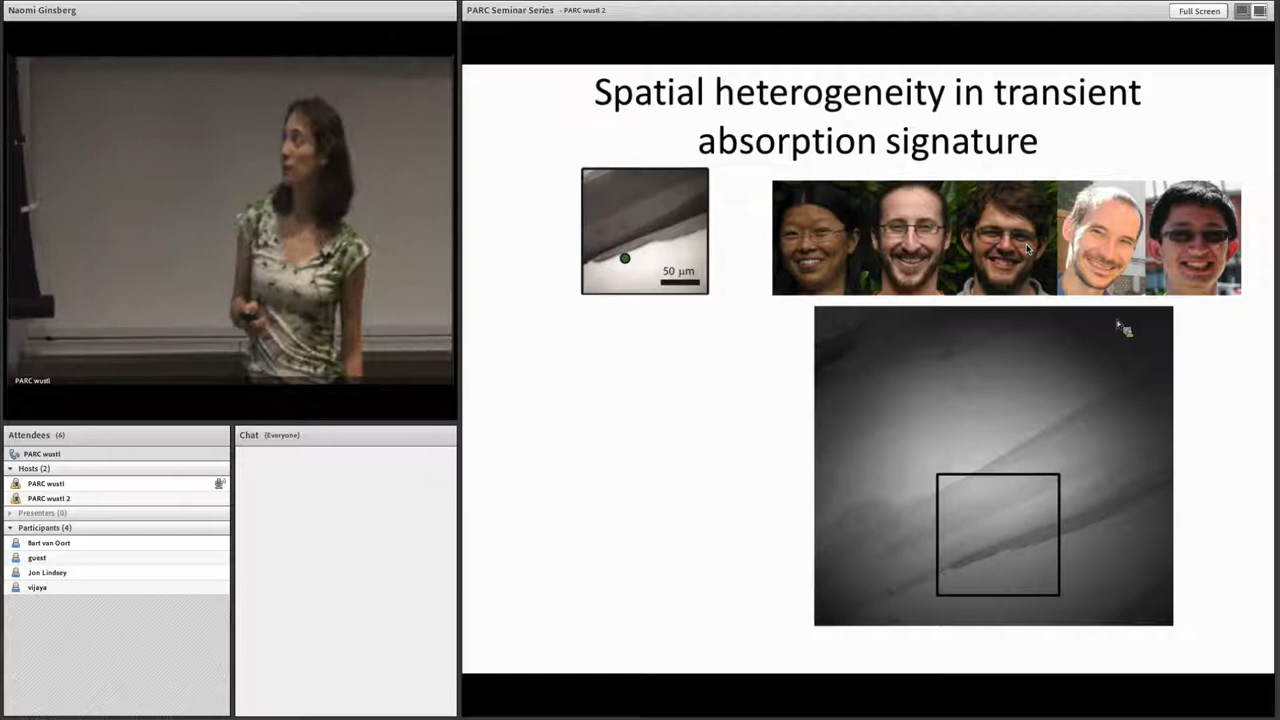 Naomi Ginsberg
PARC Seminar Series - PARC wustl 2
Full Screen
Spatial heterogeneity in transient
absorption signature
50 µm
PARC wustl
Attendees (6)
PARC wustl
Hosts (2)
PARC wustl
PARC wustl 2
Presenters (0)
Participants (4)
Bart van Oort
guest
Jon Lindsey
vijaya
Chat (Everyone)